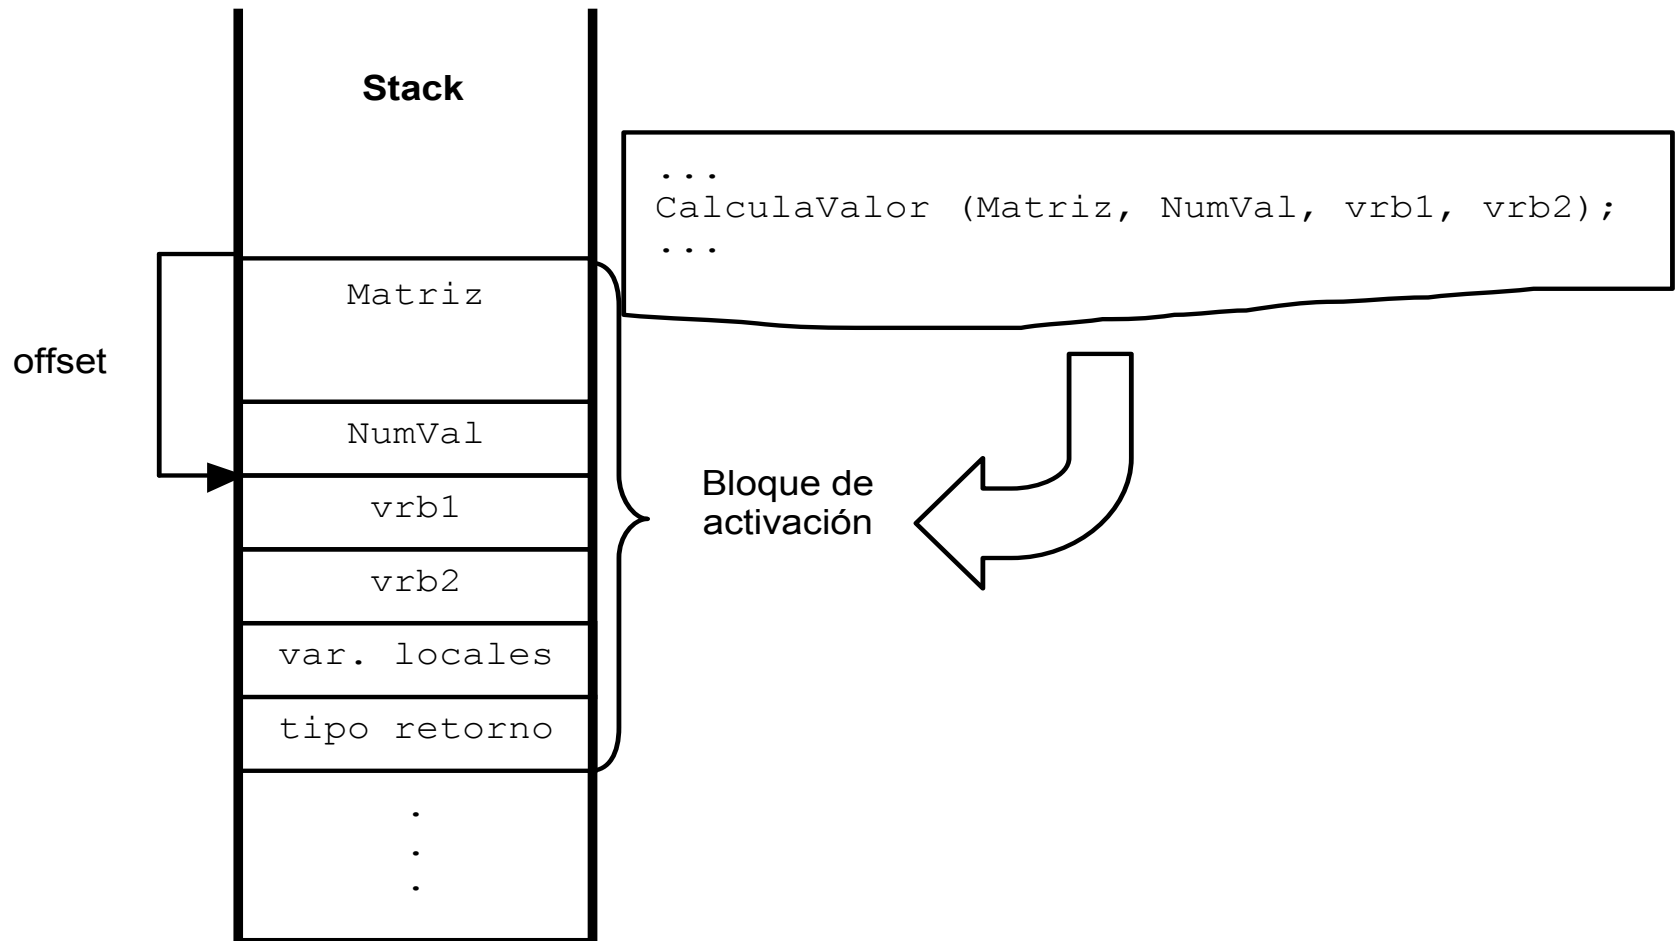 Stack
...
CalculaValor (Matriz, NumVal, vrb1, vrb2);
...
Matriz
offset
NumVal
Bloque de
activación
vrb1
vrb2
var. locales
tipo retorno
.
.
.